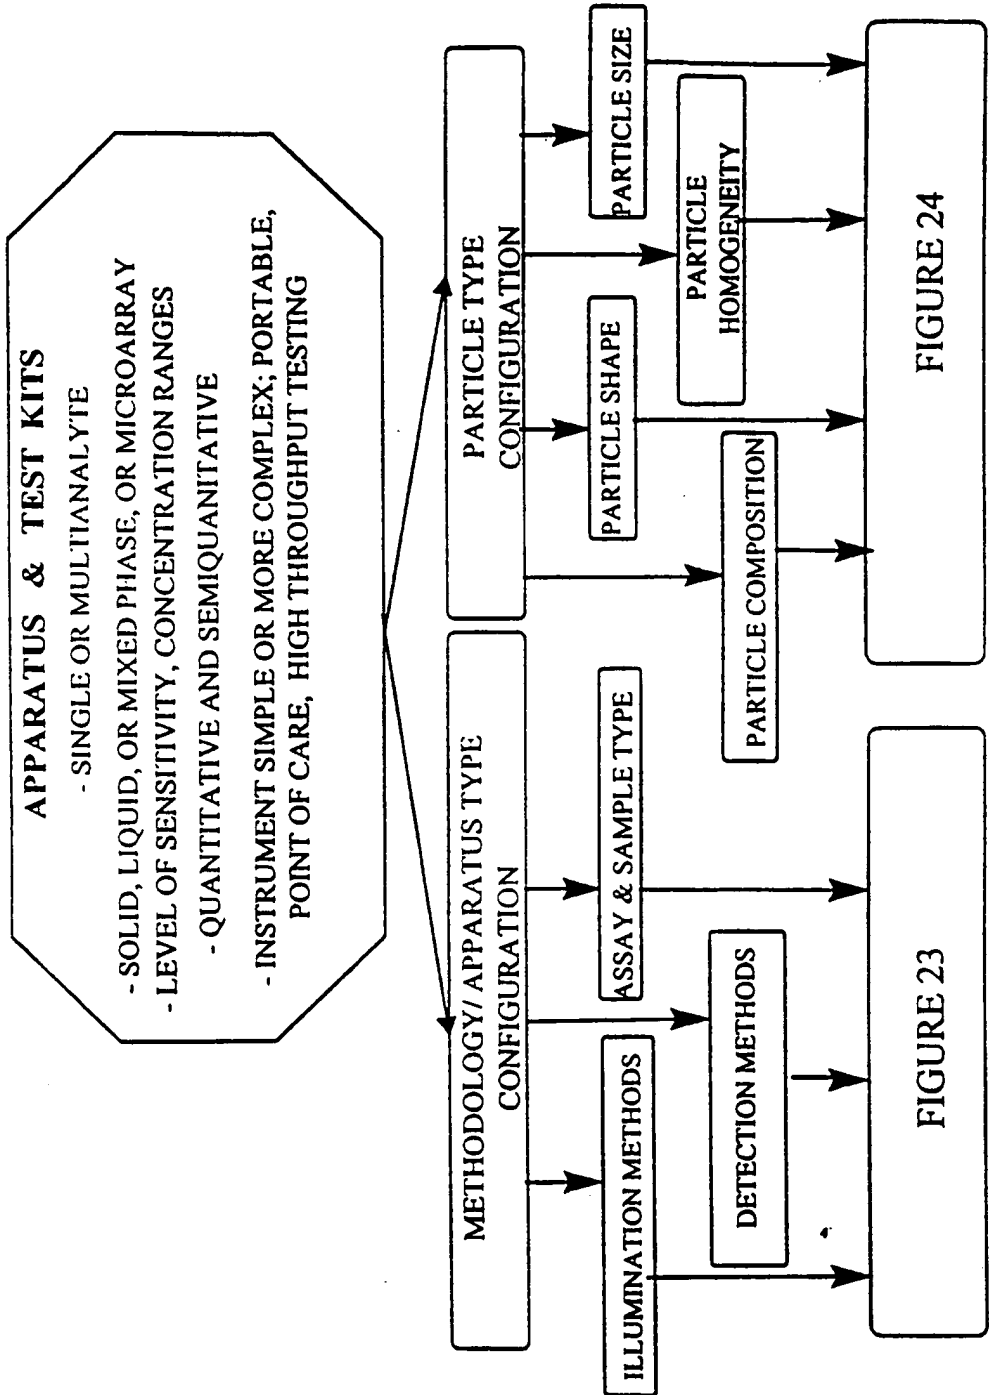 APPARATUS & TEST KITS
- SINGLE OR MULTIANALYTE
- SOLID, LIQUID, OR MIXED PHASE, OR MICROARRAY
- LEVEL OF SENSITIVITY, CONCENTRATION RANGES
- QUANTITATIVE AND SEMIQUANITATIVE
- INSTRUMENT SIMPLE OR MORE COMPLEX; PORTABLE,
POINT OF CARE, HIGH THROUGHPUT TESTING
METHODOLOGY/ APPARATUS TYPE
CONFIGURATION
ILLUMINATION METHODS
DETECTION METHODS
ASSAY & SAMPLE TYPE
FIGURE 23
PARTICLE TYPE
CONFIGURATION
PARTICLE COMPOSITION
PARTICLE SHAPE
PARTICLE
HOMOGENEITY
PARTICLE SIZE
FIGURE 24